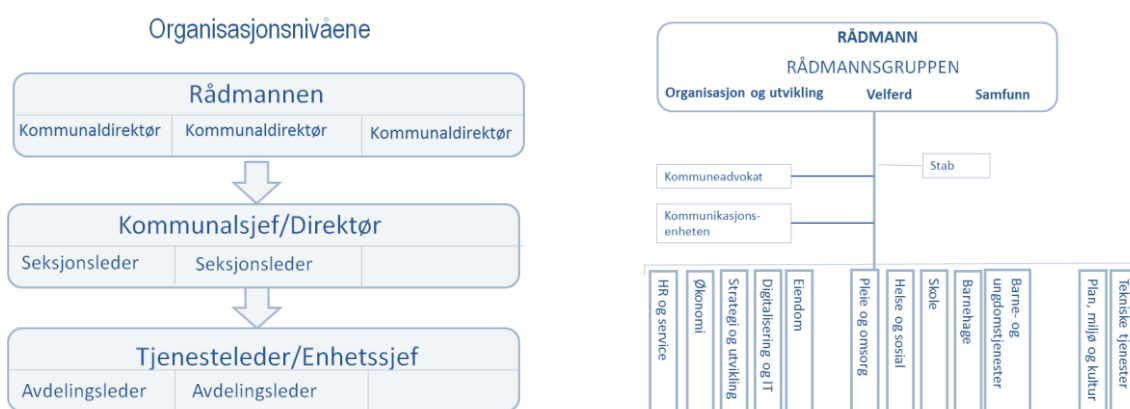 Organisasjonsnivåene
Rådmannen
Kommunaldirektør Kommunaldirektør Kommunaldirektør
Kommunalsjef/Direktør
Seksjonsleder Seksjonsleder
Tjenesteleder/Enhetssjef
Avdelingsleder Avdelingsleder
RÅDMANN
RÅDMANNSGRUPPEN
Organisasjon og utvikling Velferd Samfunn
Stab
Kommuneadvokat
Kommunikasjons-
enheten
HR og service
Økonomi
Strategi og utvikling
Digitalisering og IT
Eiendom
Pleie og omsorg
Helse og sosial
Skole
Barnehage
Barne- og
ungdomstjenester
Plan, miljø og kultur
Tekniske tjenester